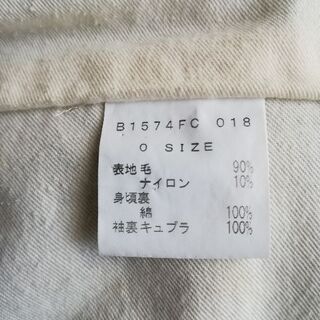 B1574FC 018
0 SIZE
表地毛 90%
ナイロン 10%
身頃裏
綿 100%
袖裏キュプラ 100%